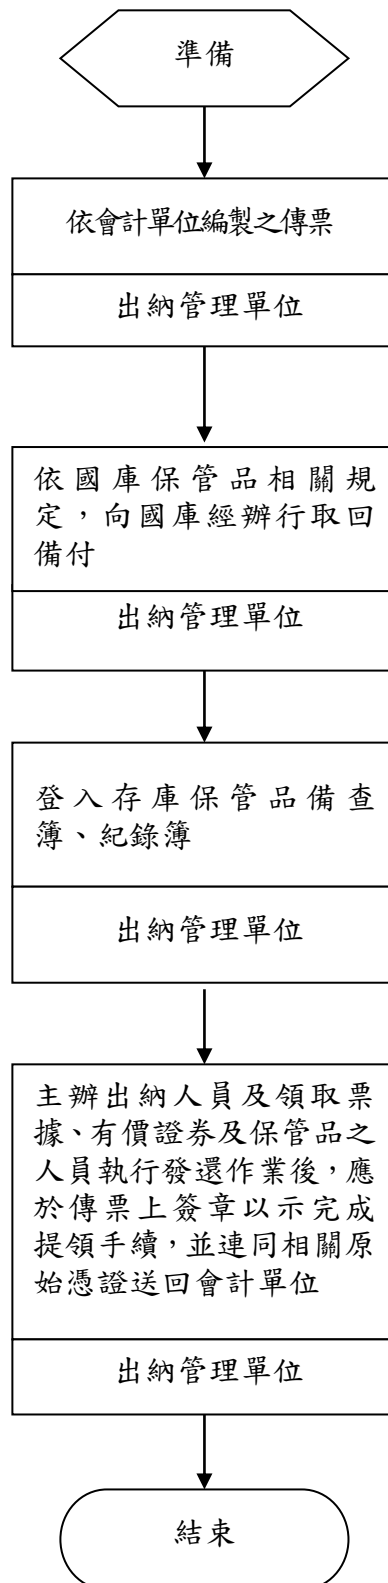 準備
依會計單位編製之傳票
出納管理單位
依國庫保管品相關規
定，向國庫經辦行取回
備付
出納管理單位
登入存庫保管品備查
簿、紀錄簿
出納管理單位
主辦出納人員及領取票
據、有價證券及保管品之
人員執行發還作業後，應
於傳票上簽章以示完成
提領手續，並連同相關原
始憑證送回會計單位
出納管理單位
結束